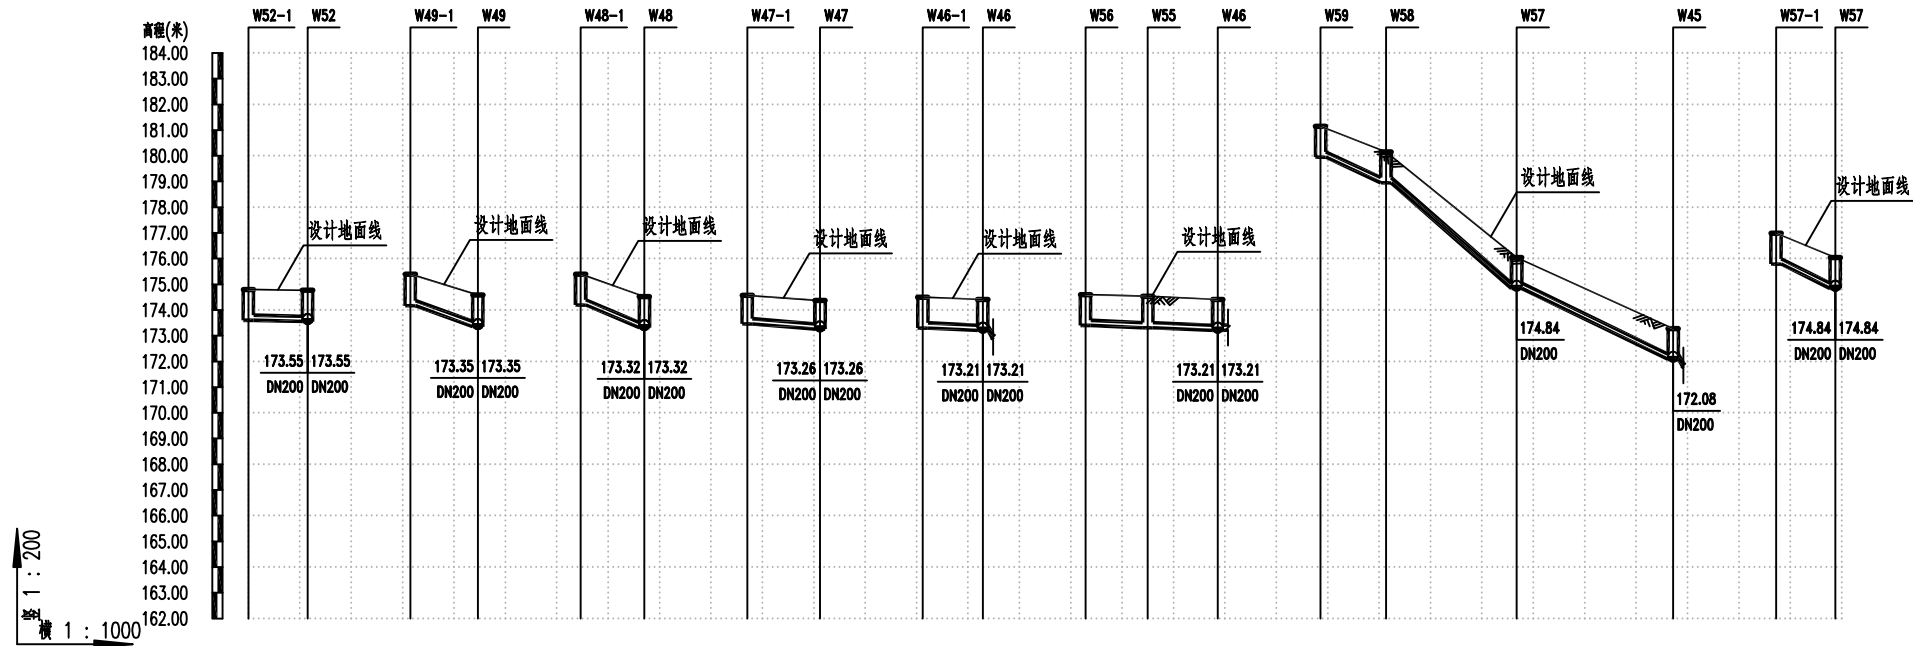 W52-1 W52 W49-1 W49 W48-1 W48 W47-1 W47 W46-1 W46 W56 W55 W46 W59 W58 W57 W45 W57-1 W57
高程(米)
184.00
183.00
182.00
181.00
180.00
179.00
178.00
177.00
176.00
175.00
174.00
173.00
172.00
171.00
170.00
169.00
168.00
167.00
166.00
165.00
164.00
163.00
162.00
设计地面线
173.55 173.55
DN200 DN200
设计地面线
173.35 173.35
DN200 DN200
设计地面线
173.32 173.32
DN200 DN200
设计地面线
173.26 173.26
DN200 DN200
设计地面线
173.21 173.21
DN200 DN200
设计地面线
173.21 173.21
DN200 DN200
设计地面线
174.84
DN200
172.08
DN200
设计地面线
174.84 174.84
DN200 DN200
竖 1 : 200
横 1 : 1000